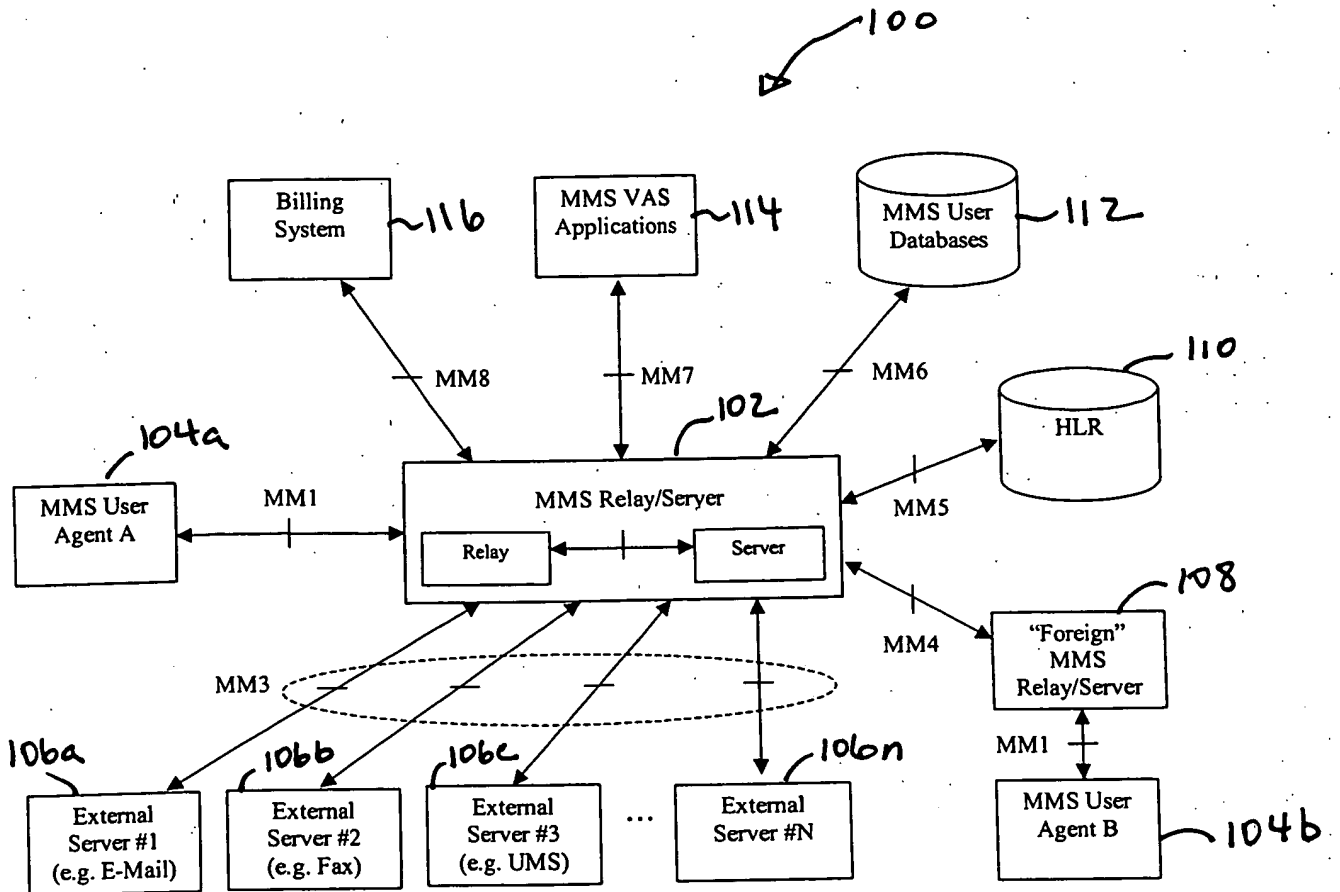 100
Billing
System
116
MMS VAS
Applications
114
MMS User
Databases
112
MM8
MM7
MM6
110
HLR
MM5
102
104a
MMS User
Agent A
MM1
MMS Relay/Server
Relay
Server
MM4
108
“Foreign”
MMS
Relay/Server
MM3
MM1
106a
External
Server #1
(e.g. E-Mail)
106b
External
Server #2
(e.g. Fax)
106c
External
Server #3
(e.g. UMS)
...
106n
External
Server #N
MMS User
Agent B
104b